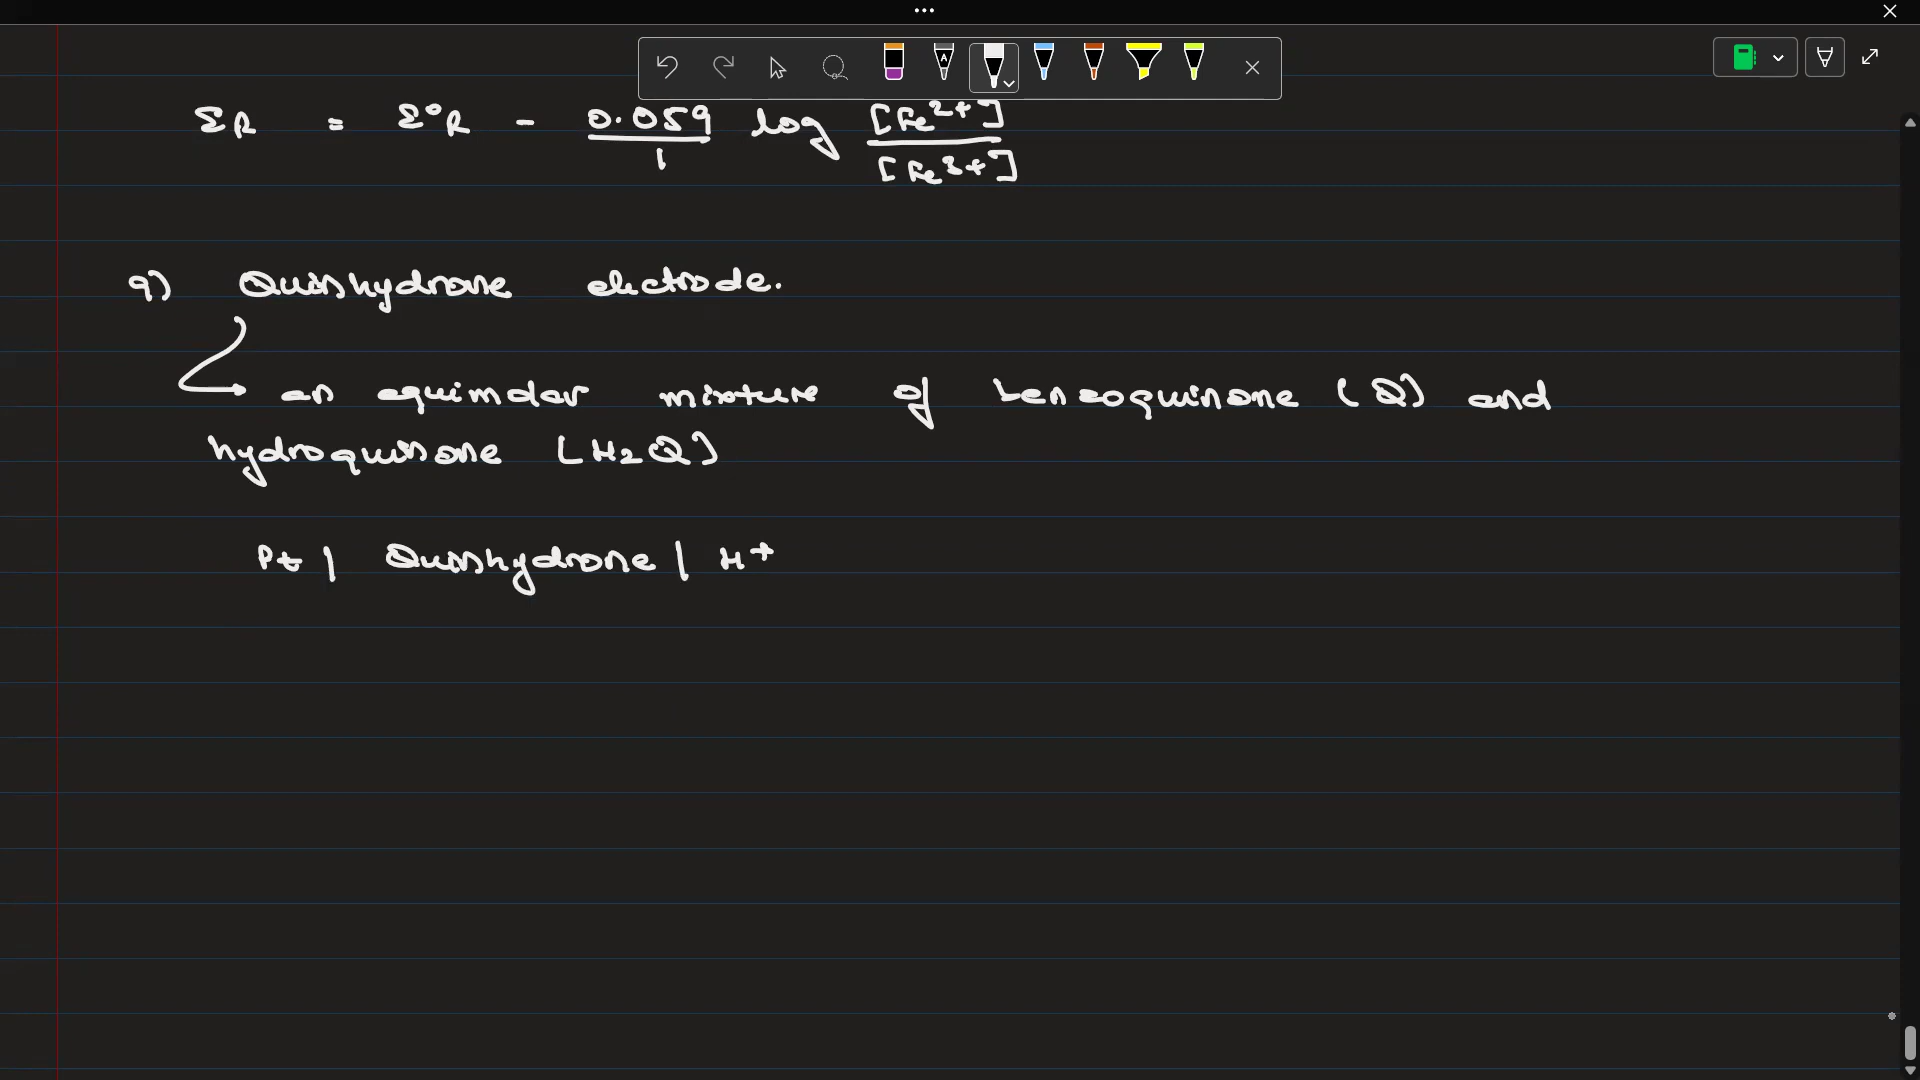 ΣR = Σ°R - 0.059/1 log [Fe2+]/[Fe3+]
9) Quinhydrone electrode.
an equimolar mixture of benzoquinone (Q) and
hydroquinone (H2Q)
Pt | Quinhydrone | H+